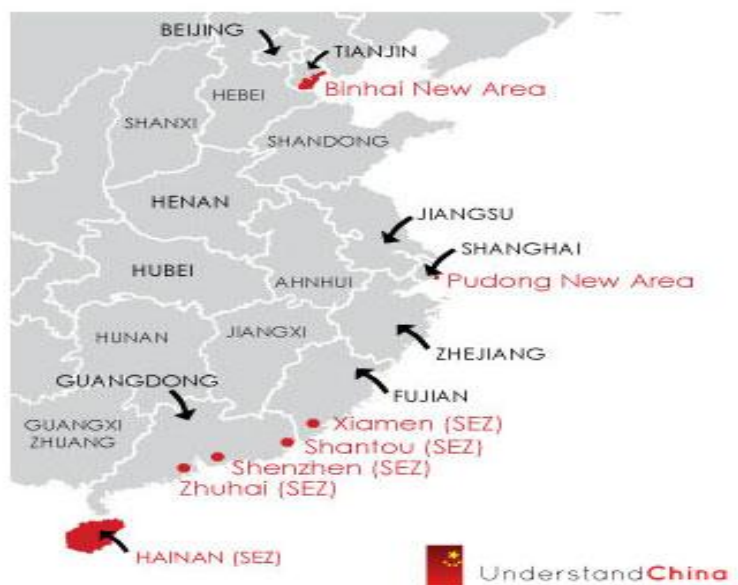 BEIJING
TIANJIN
Binhai New Area
HEBEI
SHANXI
SHANDONG
HENAN
JIANGSU
SHANGHAI
HUBEI
AHNHUI
Pudong New Area
HUNAN
JIANGXI
ZHEJIANG
GUANGDONG
FUJIAN
GUANGXI
ZHUANG
Xiamen (SEZ)
Shantou (SEZ)
Shenzhen (SEZ)
Zhuhai (SEZ)
HAINAN (SEZ)
UnderstandChina